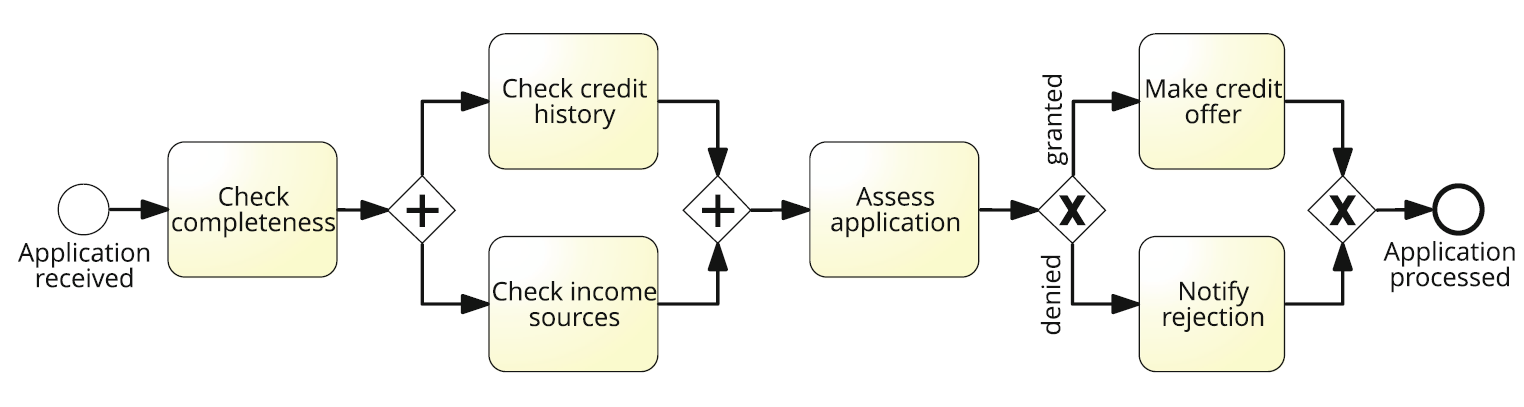 Application
received
Check
completeness
Check credit
history
Check income
sources
Assess
application
granted
denied
Make credit
offer
Notify
rejection
Application
processed